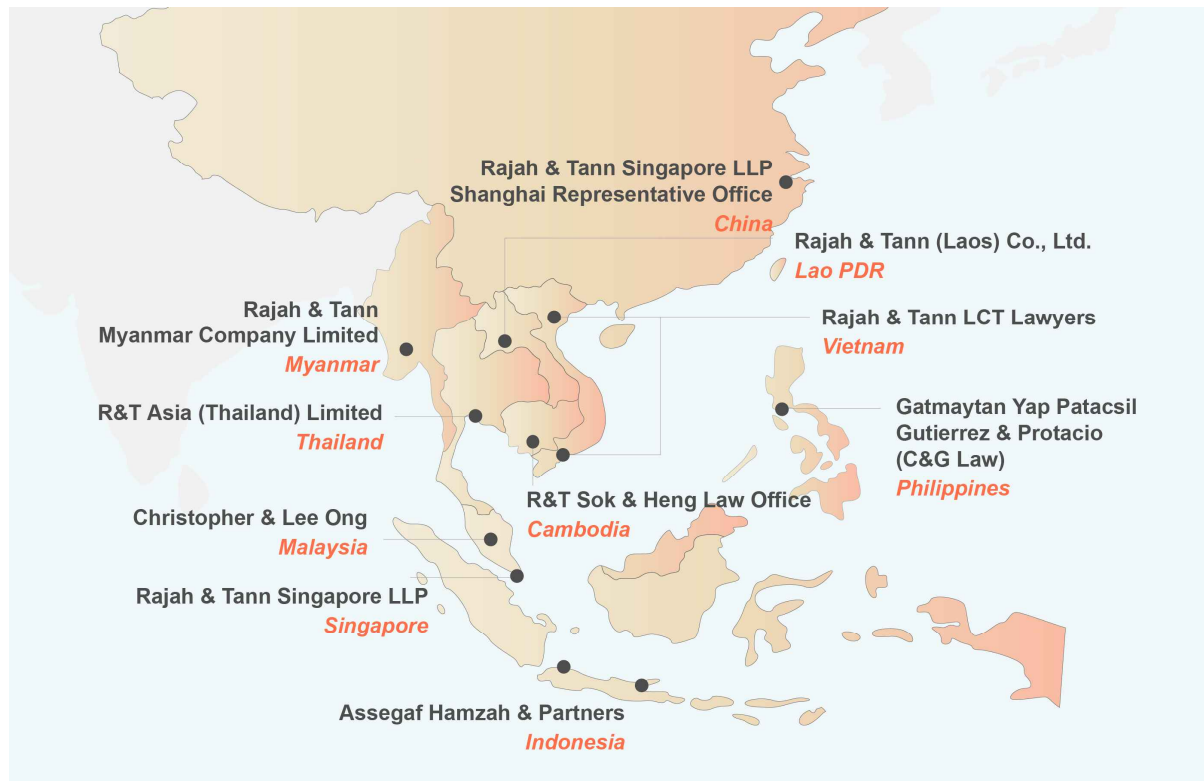 Rajah & Tann Singapore LLP
Shanghai Representative Office
China
Rajah & Tann (Laos) Co., Ltd.
Lao PDR
Rajah & Tann
Myanmar Company Limited
Myanmar
Rajah & Tann LCT Lawyers
Vietnam
R&T Asia (Thailand) Limited
Thailand
Gatmaytan Yap Patacsil
Gutierrez & Protacio
(C&G Law)
Philippines
R&T Sok & Heng Law Office
Cambodia
Christopher & Lee Ong
Malaysia
Rajah & Tann Singapore LLP
Singapore
Assegaf Hamzah & Partners
Indonesia